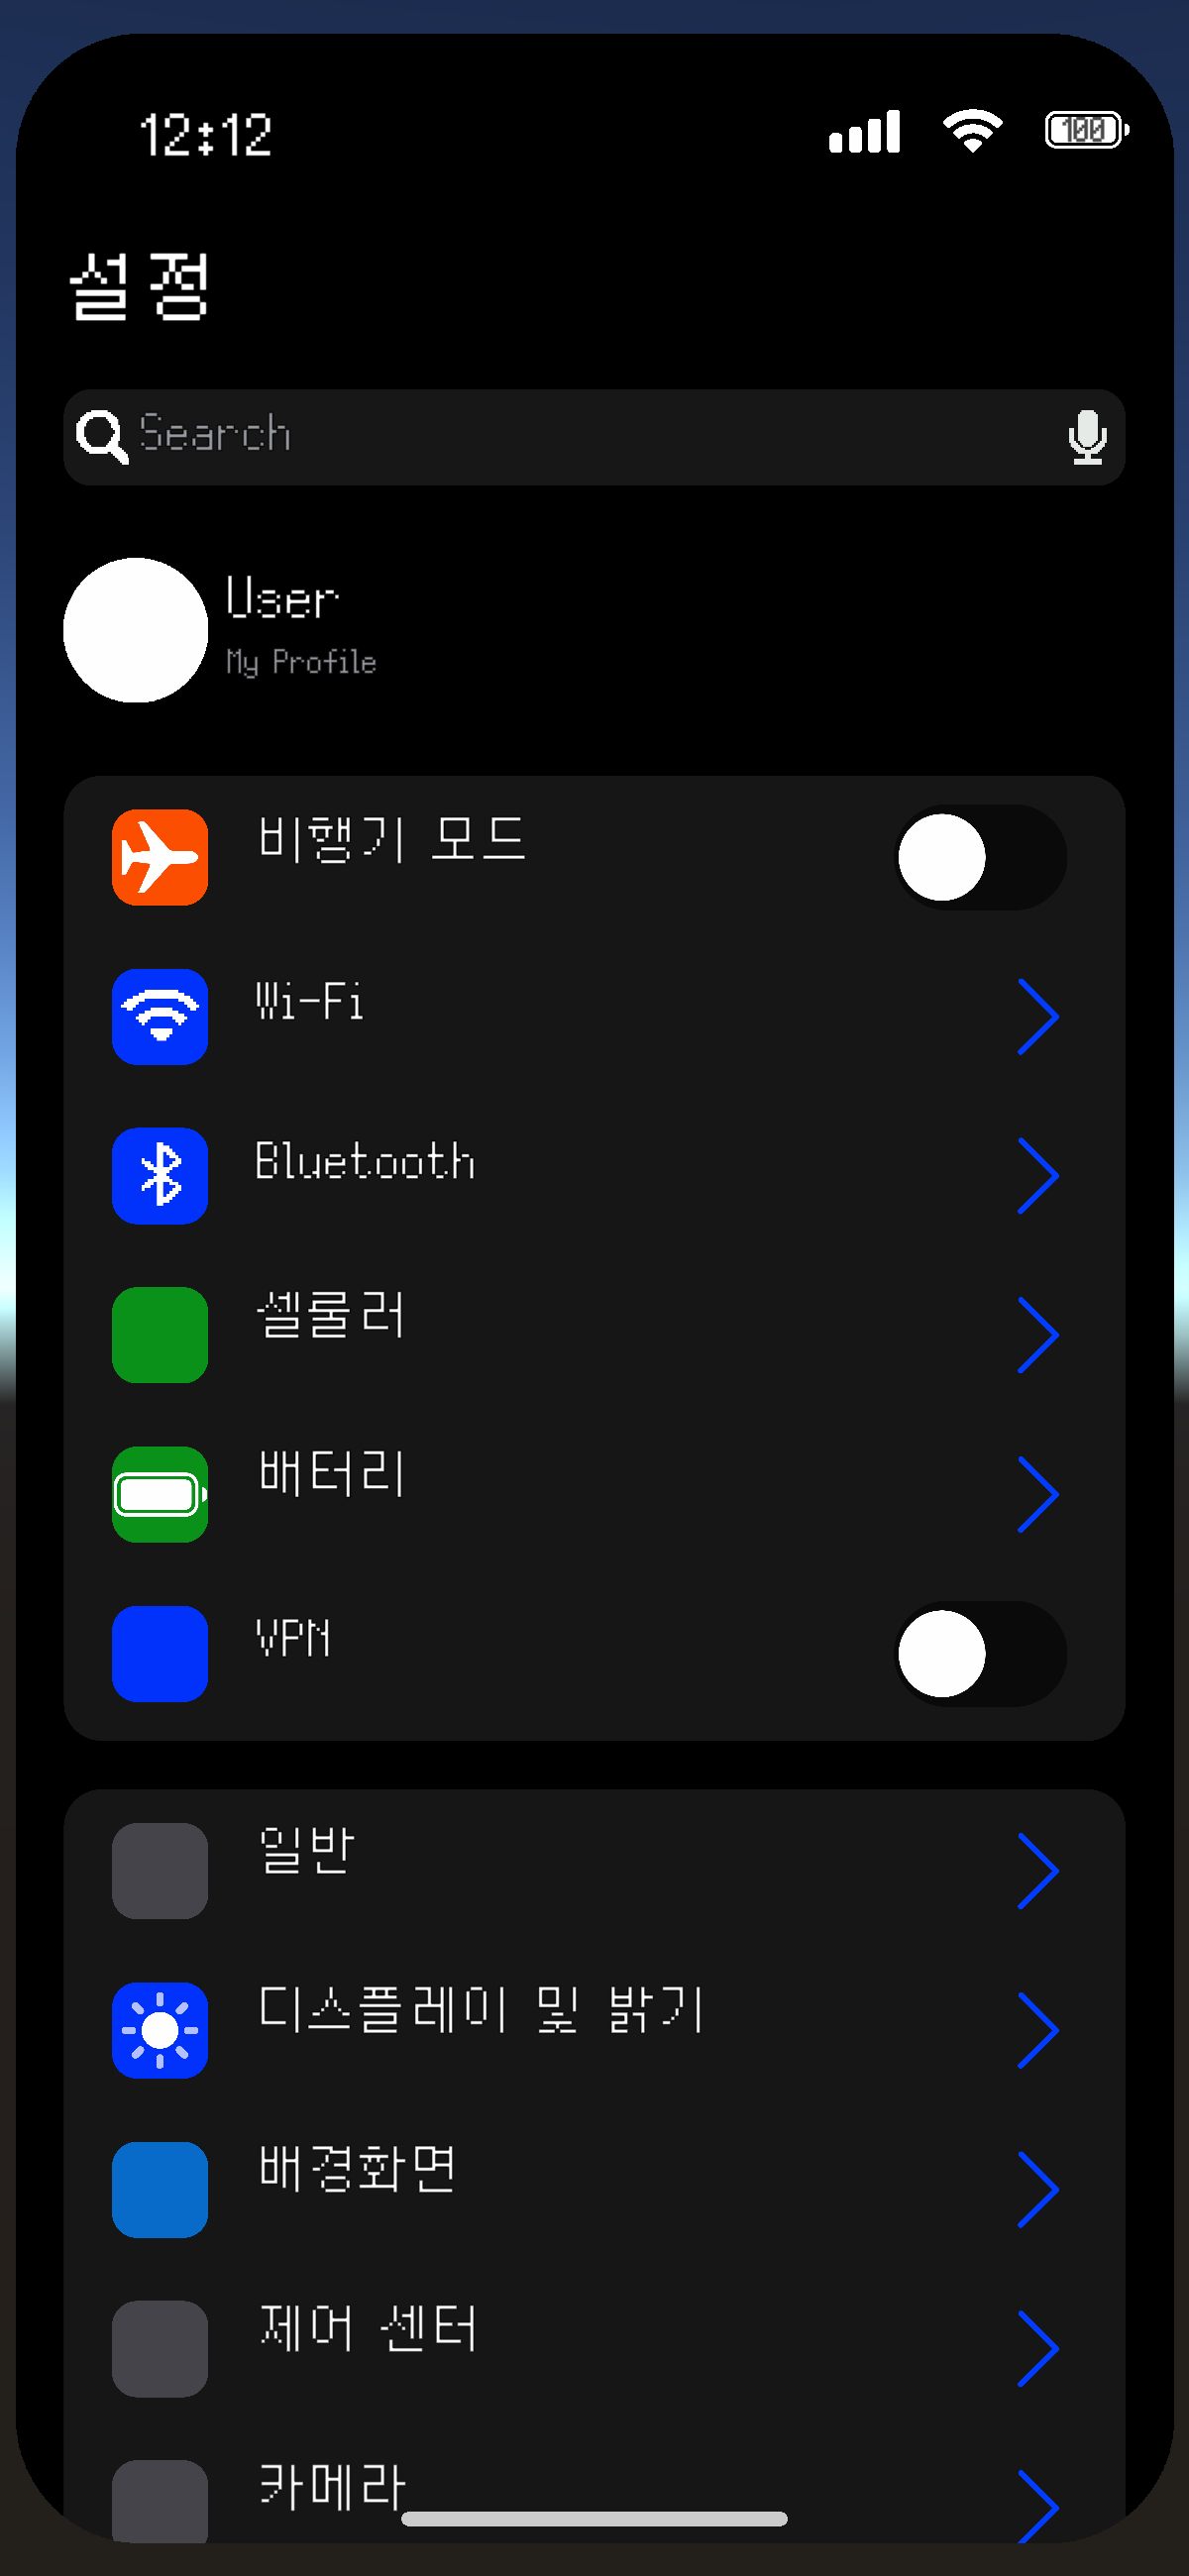 12:12
100
설정
Search
User
My Profile
비행기 모드
Wi-Fi
Bluetooth
셀룰러
배터리
VPN
일반
디스플레이 및 밝기
배경화면
제어 센터
카메라